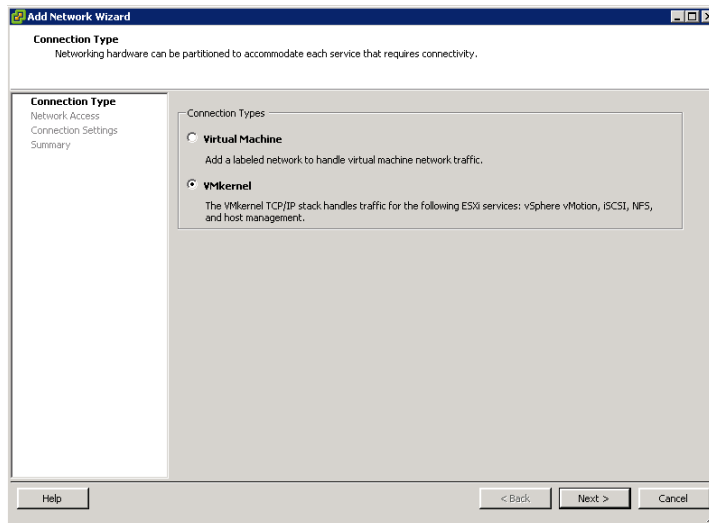 Add Network Wizard
Connection Type
Networking hardware can be partitioned to accommodate each service that requires connectivity.
Connection Type
Network Access
Connection Settings
Summary
Connection Types
Virtual Machine
Add a labeled network to handle virtual machine network traffic.
VMkernel
The VMkernel TCP/IP stack handles traffic for the following ESXi services: vSphere vMotion, iSCSI, NFS,
and host management.
Help
< Back
Next >
Cancel